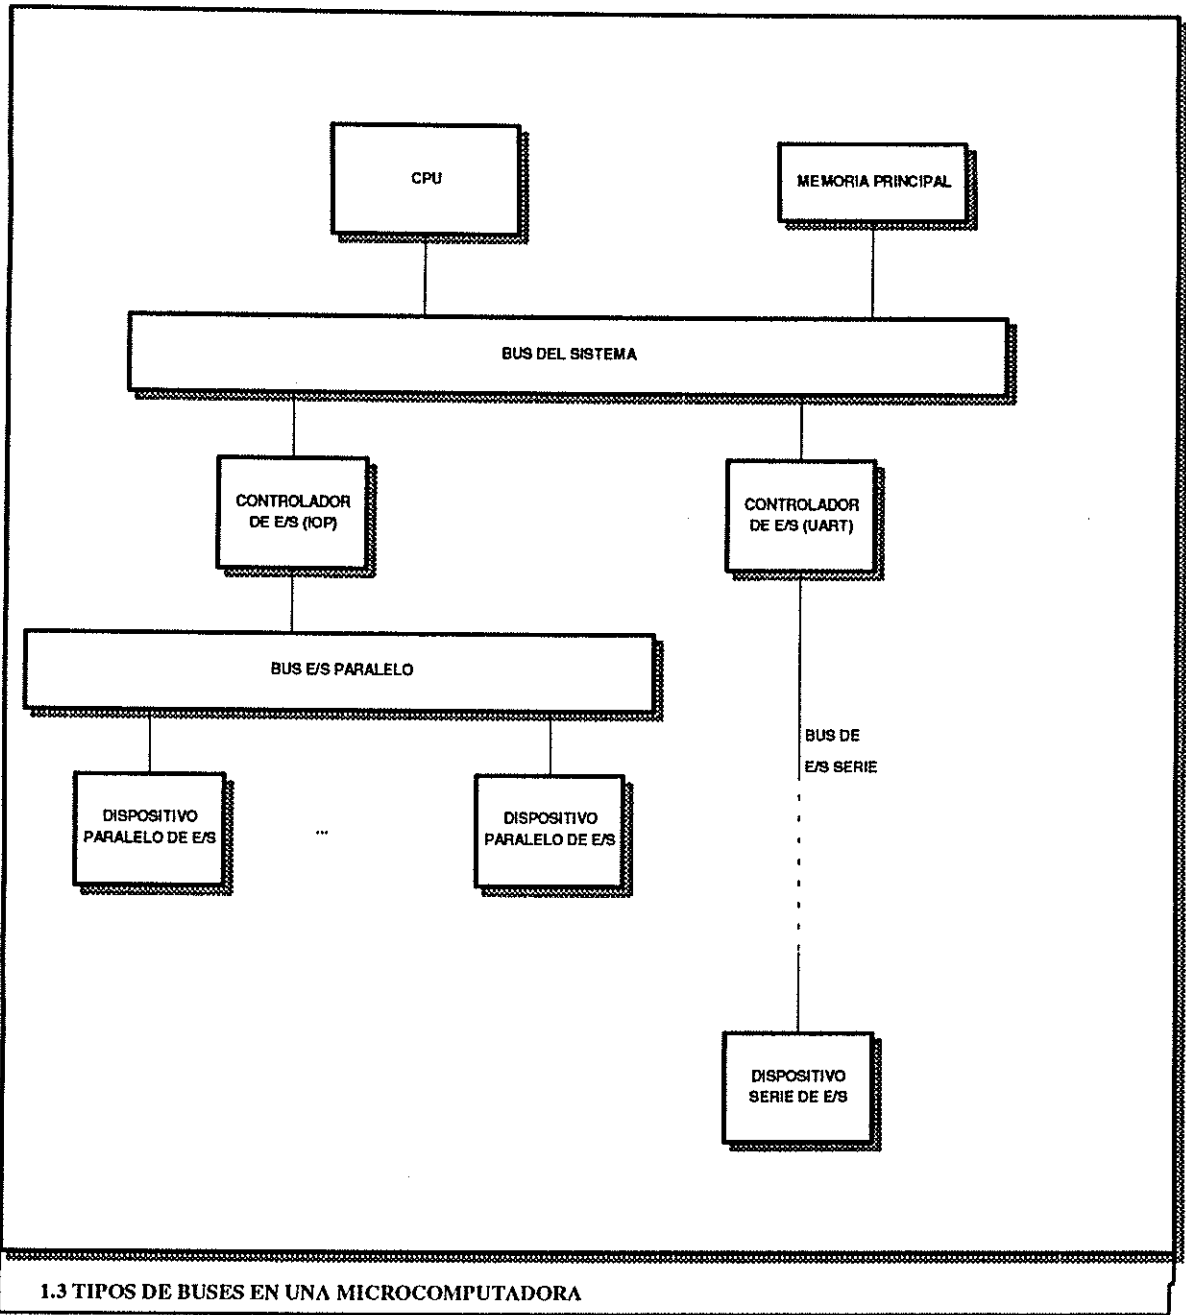 CPU
MEMORIA PRINCIPAL
BUS DEL SISTEMA
CONTROLADOR
DE E/S (IOP)
CONTROLADOR
DE E/S (UART)
BUS E/S PARALELO
BUS DE
E/S SERIE
DISPOSITIVO
PARALELO DE E/S
...
DISPOSITIVO
PARALELO DE E/S
DISPOSITIVO
SERIE DE E/S
1.3 TIPOS DE BUSES EN UNA MICROCOMPUTADORA